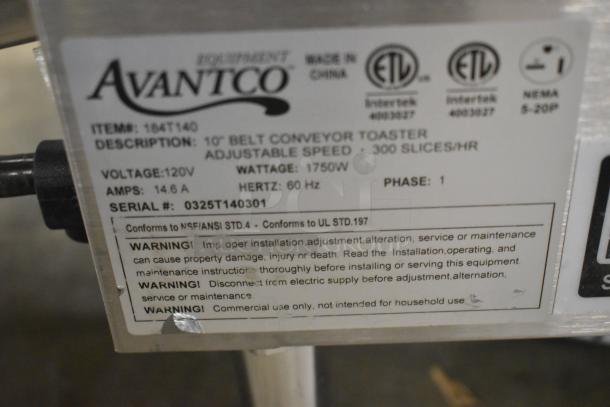 EQUIPMENT
AVANTCO
MADE IN
CHINA
ETL US
Intertek
4003027
ETL
Intertek
4003027
NEMA
5-20P
ITEM#: 184T140
DESCRIPTION: 10" BELT CONVEYOR TOASTER
ADJUSTABLE SPEED : 300 SLICES/HR
VOLTAGE:120V WATTAGE: 1750W
AMPS: 14.6 A HERTZ: 60 Hz PHASE: 1
SERIAL #: 0325T140301
Conforms to NSF/ANSI STD.4 - Conforms to UL STD.197
WARNING! Improper installation,adjustment,alteration, service or maintenance
can cause property damage, injury or death. Read the Installation,operating, and
maintenance instructions thoroughly before installing or serving this equipment.
WARNING! Disconnect from electric supply before adjustment,alternation,
service or maintenance.
WARNING! Commercial use only, not intended for household use